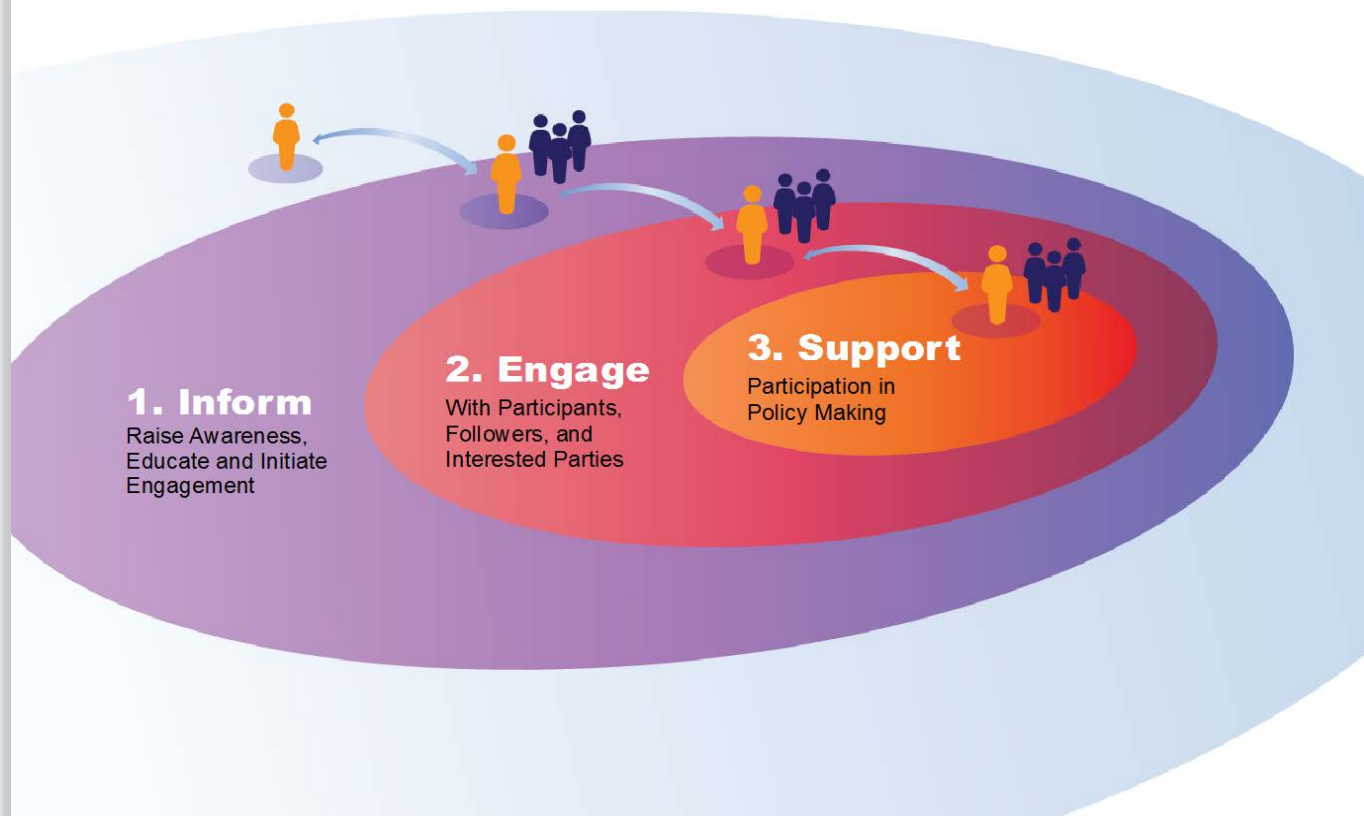 1. Inform
Raise Awareness,
Educate and Initiate
Engagement
2. Engage
With Participants,
Followers, and
Interested Parties
3. Support
Participation in
Policy Making